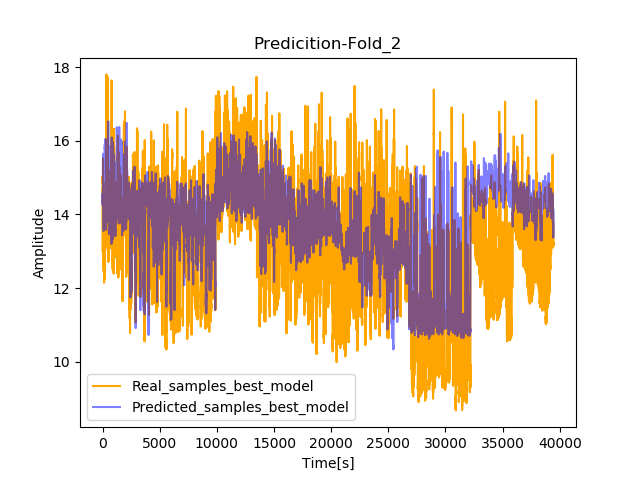 Predicition-Fold_2
18
16
14
12
10
Amplitude
Real_samples_best_model
Predicted_samples_best_model
0 5000 10000 15000 20000 25000 30000 35000 40000
Time[s]